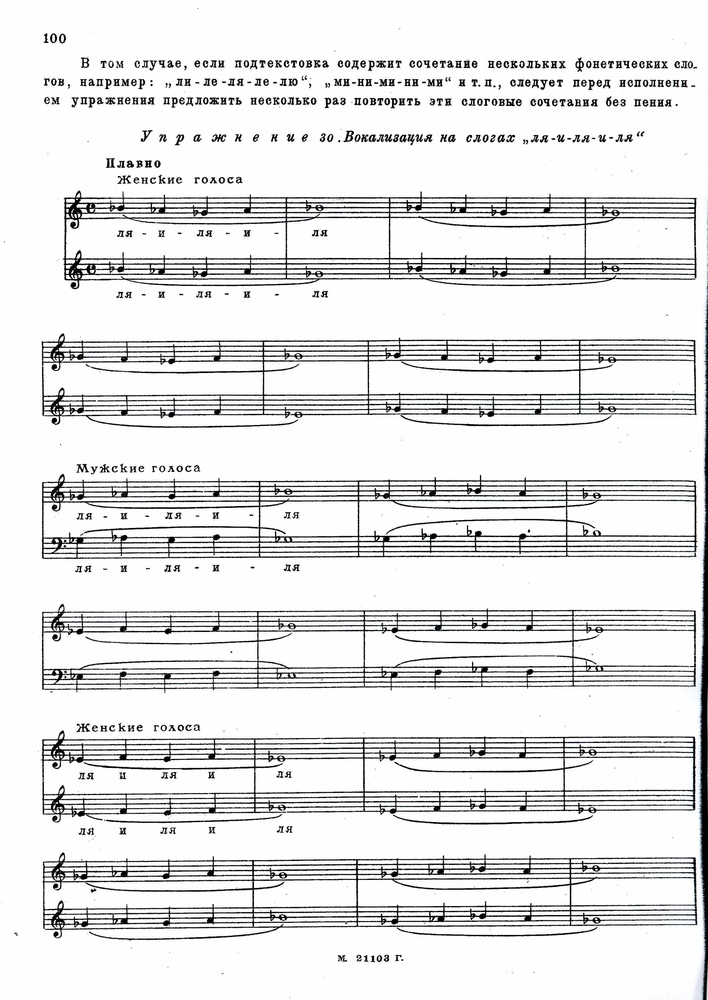 100
В том случае, если подтекстовка содержит сочетание нескольких фонетических сло-
гов, например: „ли-ле-ля-ле-лю“, „ми-ни-ми-ни-ми“ и т. п., следует перед исполнени-
ем упражнения предложить несколько раз повторить эти слоговые сочетания без пения.
Упражнение 30. Вокализация на слогах „ля-и-ля-и-ля“
Плавно
Женские голоса
ля - и - ля - и - ля
ля - и - ля - и - ля
Мужские голоса
ля - и - ля - и - ля
ля - и - ля - и - ля
Женские голоса
ля и ля и ля
ля и ля и ля
М. 21103 Г.